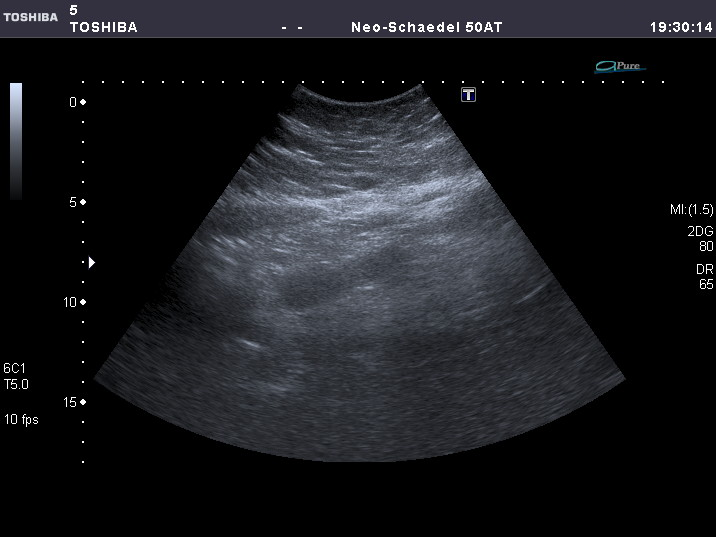 TOSHIBA
5
TOSHIBA - - Neo-Schaedel 50AT 19:30:14
aPure
T
0
5
10
15
MI:(1.5)
2DG
80
DR
65
6C1
T5.0
10 fps